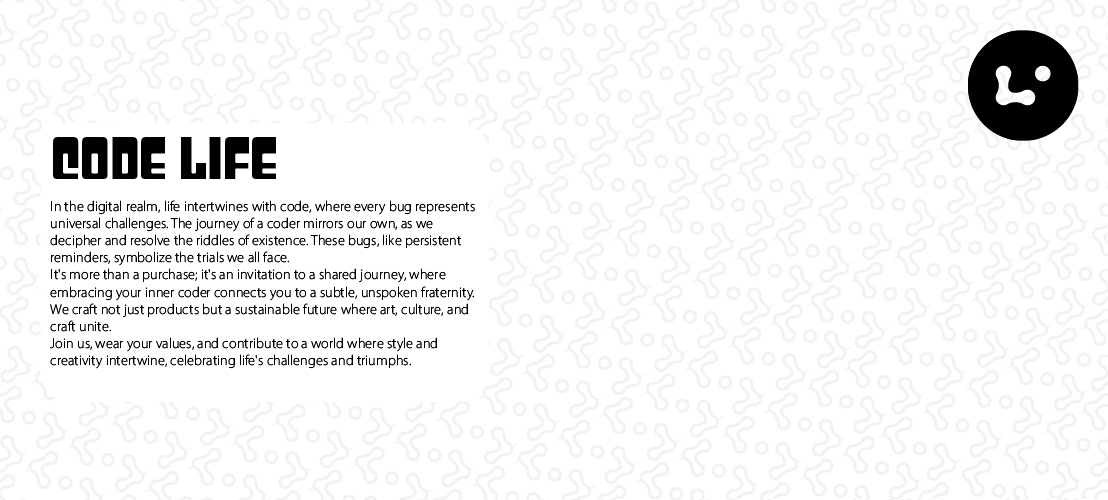 CODE LIFE
In the digital realm, life intertwines with code, where every bug represents
universal challenges. The journey of a coder mirrors our own, as we
decipher and resolve the riddles of existence. These bugs, like persistent
reminders, symbolize the trials we all face.
It's more than a purchase; it's an invitation to a shared journey, where
embracing your inner coder connects you to a subtle, unspoken fraternity.
We craft not just products but a sustainable future where art, culture, and
craft unite.
Join us, wear your values, and contribute to a world where style and
creativity intertwine, celebrating life's challenges and triumphs.